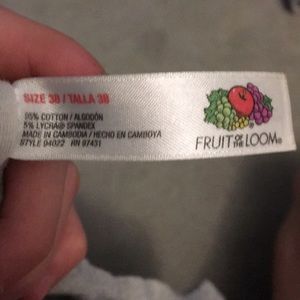 SIZE 38 / TALLA 38
95% COTTON / ALGODÓN
5% LYCRA® SPANDEX
MADE IN CAMBODIA / HECHO EN CAMBOYA
STYLE 94022 RN 97431
FRUIT OF THE LOOM®